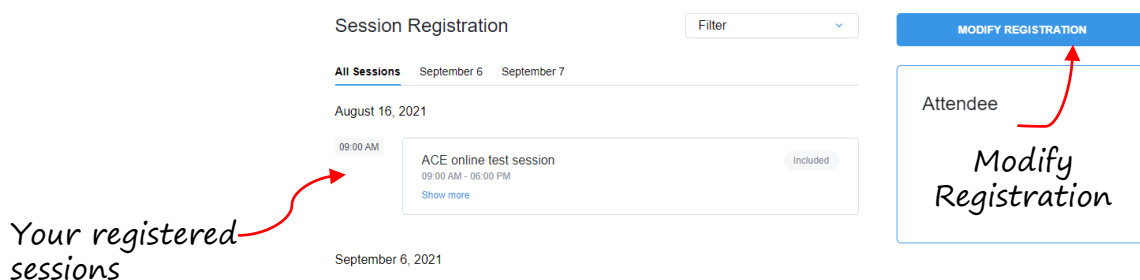 Session Registration
Filter
MODIFY REGISTRATION
All Sessions September 6 September 7
Attendee
August 16, 2021
09:00 AM
ACE online test session
Included
09:00 AM - 06:00 PM
Show more
Modify
Registration
Your registered
sessions
September 6, 2021